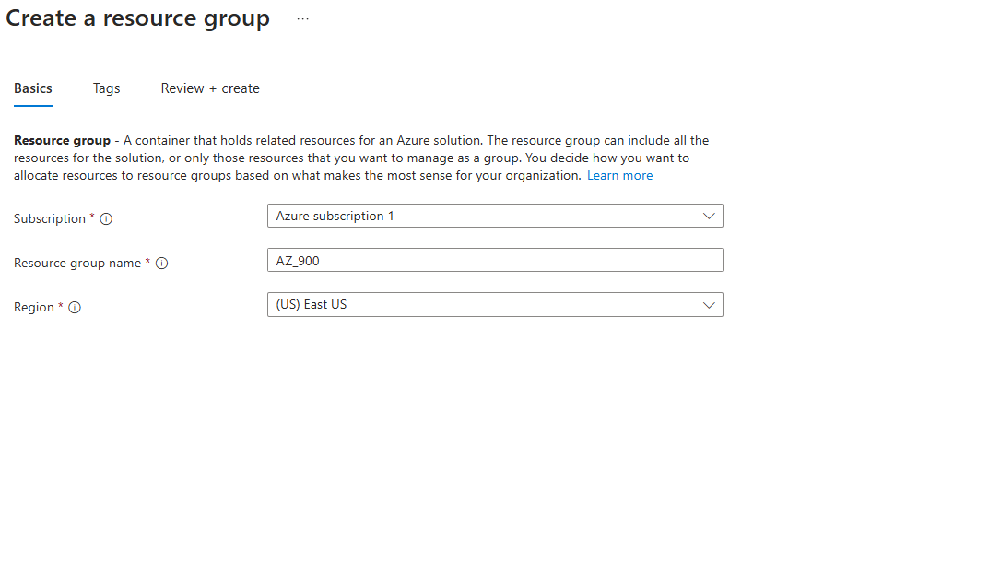 Create a resource group ...
Basics Tags Review + create
Resource group - A container that holds related resources for an Azure solution. The resource group can include all the
resources for the solution, or only those resources that you want to manage as a group. You decide how you want to
allocate resources to resource groups based on what makes the most sense for your organization. Learn more
Subscription * Azure subscription 1
Resource group name * AZ_900
Region * (US) East US